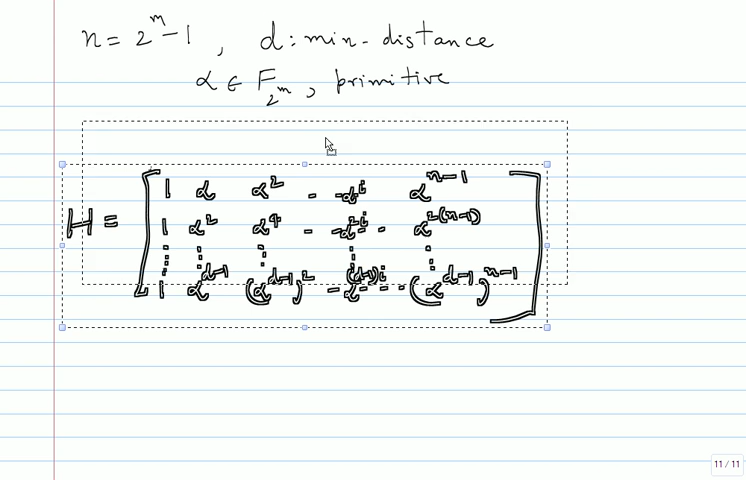 n = 2^m - 1 , d : min - distance
α ∈ F_{2^m} , primitive
H = [ 1 α α^2 - - α^i α^{n-1}
1 α^2 α^4 - - α^{2i} - α^{2(n-1)}
⋮ ⋮ ⋮ ⋮ ⋮
1 α^{d-1} (α^{d-1})^2 - α^{(d-1)i} - - · (α^{d-1})^{n-1} ]
11 / 11